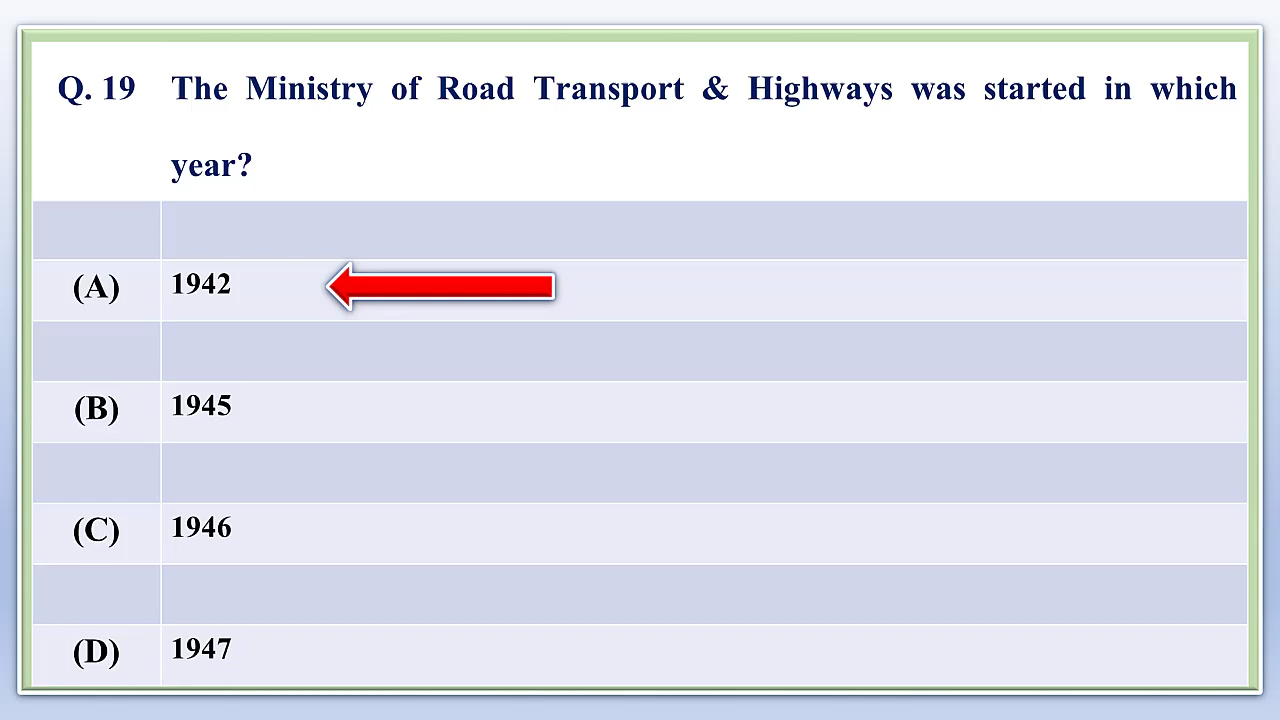 Q. 19 The Ministry of Road Transport & Highways was started in which
year?
(A) 1942
(B) 1945
(C) 1946
(D) 1947